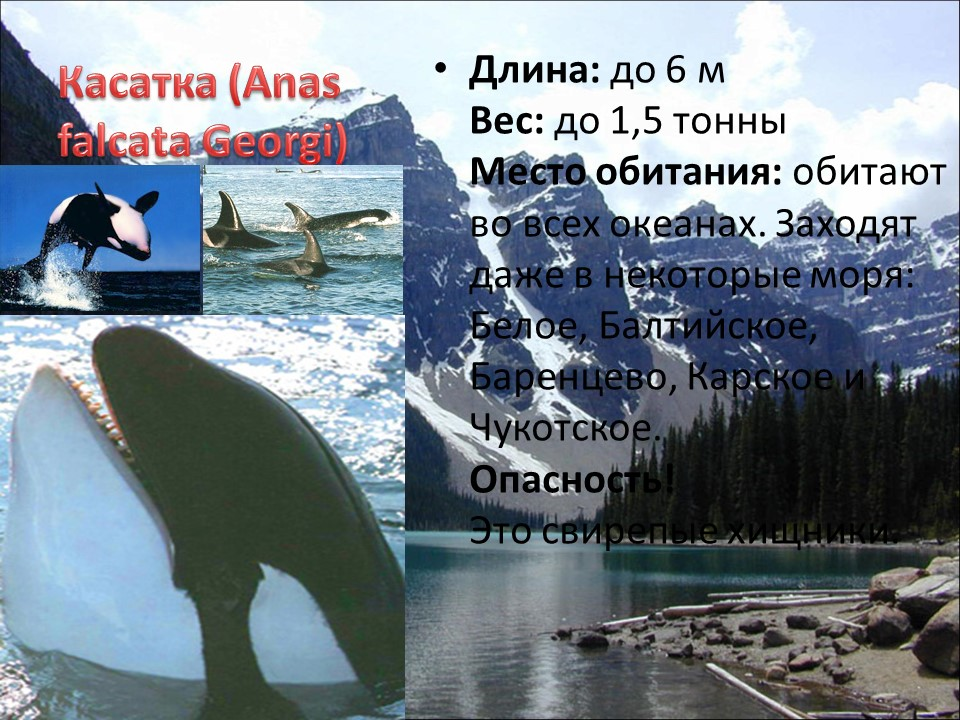 Касатка (Anas
falcata Georgi)
• Длина: до 6 м
Вес: до 1,5 тонны
Место обитания: обитают
во всех океанах. Заходят
даже в некоторые моря:
Белое, Балтийское,
Баренцево, Карское и
Чукотское.
Опасность!
Это свирепые хищники.